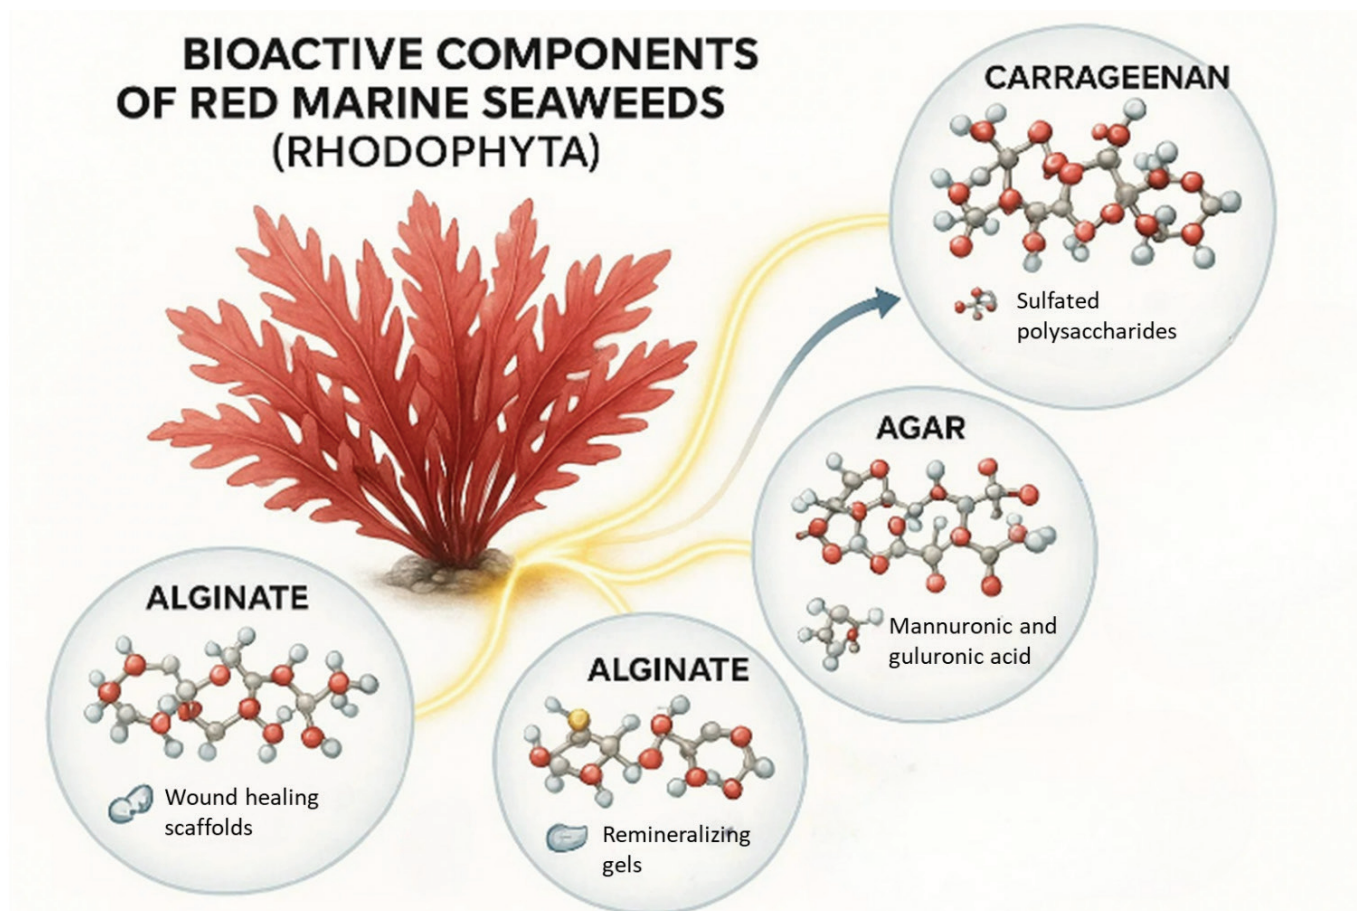 BIOACTIVE COMPONENTS
OF RED MARINE SEAWEEDS
(RHODOPHYTA)
CARRAGEENAN
Sulfated
polysaccharides
AGAR
Mannuronic and
guluronic acid
ALGINATE
Wound healing
scaffolds
ALGINATE
Remineralizing
gels